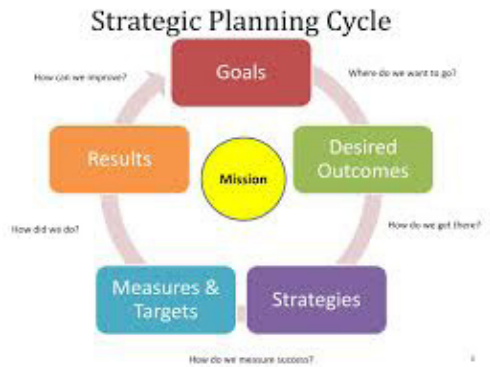 Strategic Planning Cycle
Goals
How can we improve?
Where do we want to go?
Results
Mission
Desired
Outcomes
How did we do?
How do we get there?
Measures &
Targets
Strategies
How do we measure success?